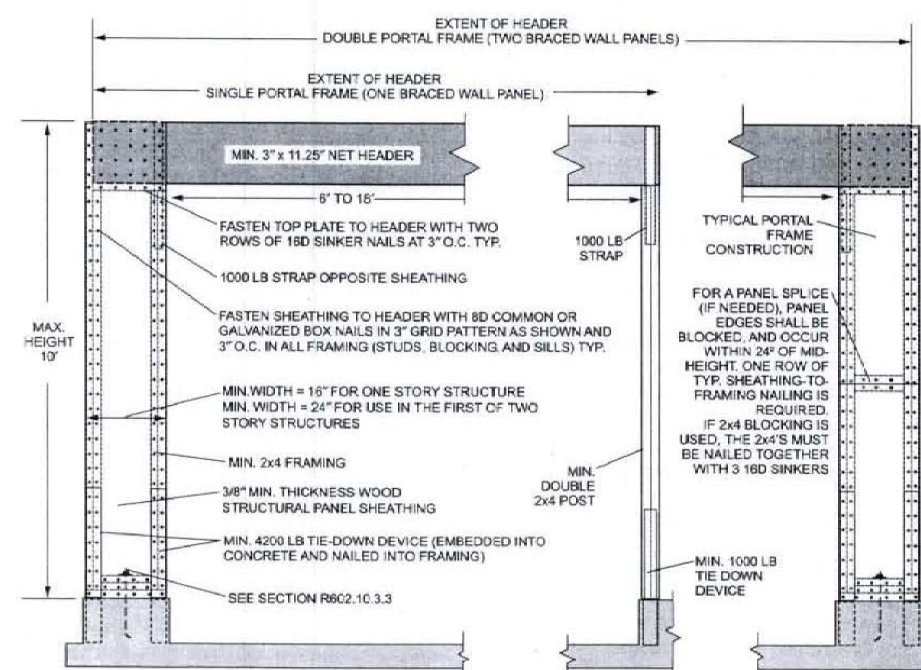 EXTENT OF HEADER
DOUBLE PORTAL FRAME (TWO BRACED WALL PANELS)
EXTENT OF HEADER
SINGLE PORTAL FRAME (ONE BRACED WALL PANEL)
MIN. 3" x 11.25" NET HEADER
6' TO 18'
FASTEN TOP PLATE TO HEADER WITH TWO
ROWS OF 16D SINKER NAILS AT 3" O.C. TYP.
1000 LB STRAP OPPOSITE SHEATHING
FASTEN SHEATHING TO HEADER WITH 8D COMMON OR
GALVANIZED BOX NAILS IN 3" GRID PATTERN AS SHOWN AND
3" O.C. IN ALL FRAMING (STUDS, BLOCKING, AND SILLS) TYP.
MAX.
HEIGHT
10'
MIN. WIDTH = 16" FOR ONE STORY STRUCTURE
MIN. WIDTH = 24" FOR USE IN THE FIRST OF TWO
STORY STRUCTURES
MIN. 2x4 FRAMING
3/8" MIN. THICKNESS WOOD
STRUCTURAL PANEL SHEATHING
MIN. 4200 LB TIE-DOWN DEVICE (EMBEDDED INTO
CONCRETE AND NAILED INTO FRAMING)
SEE SECTION R602.10.3.3
1000 LB
STRAP
MIN.
DOUBLE
2x4 POST
MIN. 1000 LB
TIE DOWN
DEVICE
TYPICAL PORTAL
FRAME
CONSTRUCTION
FOR A PANEL SPLICE
(IF NEEDED), PANEL
EDGES SHALL BE
BLOCKED, AND OCCUR
WITHIN 24" OF MID-
HEIGHT. ONE ROW OF
TYP. SHEATHING-TO-
FRAMING NAILING IS
REQUIRED.
IF 2x4 BLOCKING IS
USED, THE 2x4'S MUST
BE NAILED TOGETHER
WITH 3 16D SINKERS